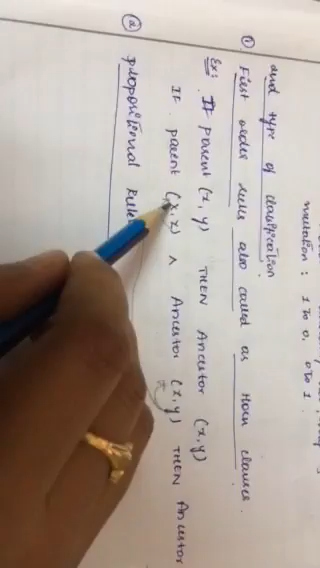 mutation : 1 to 0, 0 to 1.
and type of classification
① First order rules also called as Horn clauses.
Ex: IF parent (x, y) THEN Ancestor (x, y)
IF parent (x, z) ∧ Ancestor (z, y) THEN Ancestor
② propositional Rule